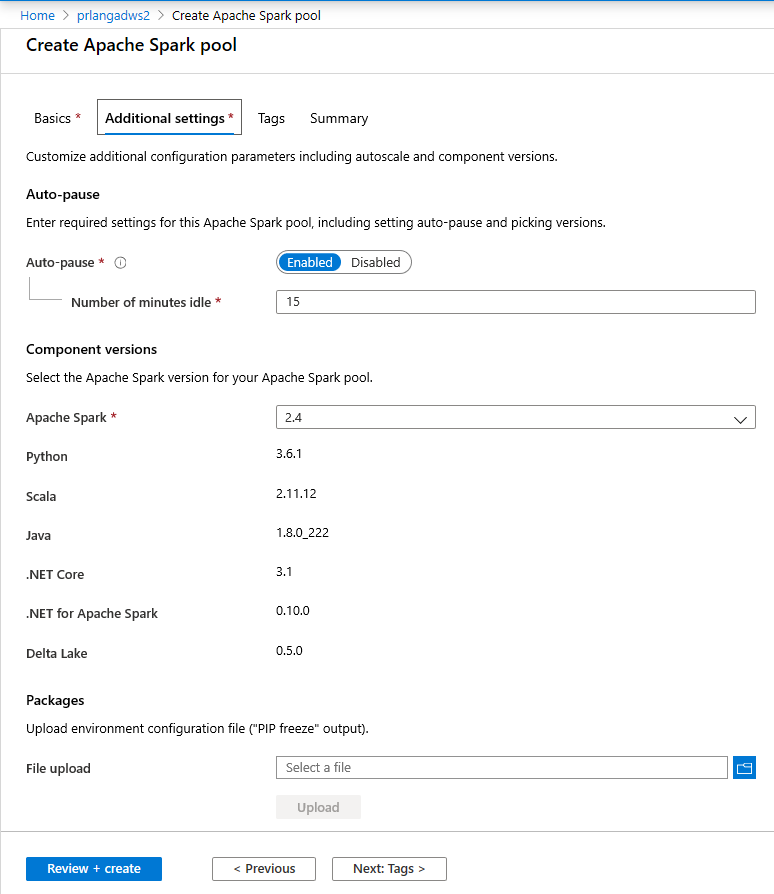 Home > prlangadws2 > Create Apache Spark pool
Create Apache Spark pool
Basics * Additional settings * Tags Summary
Customize additional configuration parameters including autoscale and component versions.
Auto-pause
Enter required settings for this Apache Spark pool, including setting auto-pause and picking versions.
Auto-pause * Enabled Disabled
Number of minutes idle * 15
Component versions
Select the Apache Spark version for your Apache Spark pool.
Apache Spark * 2.4
Python 3.6.1
Scala 2.11.12
Java 1.8.0_222
.NET Core 3.1
.NET for Apache Spark 0.10.0
Delta Lake 0.5.0
Packages
Upload environment configuration file ("PIP freeze" output).
File upload Select a file
Upload
Review + create < Previous Next: Tags >